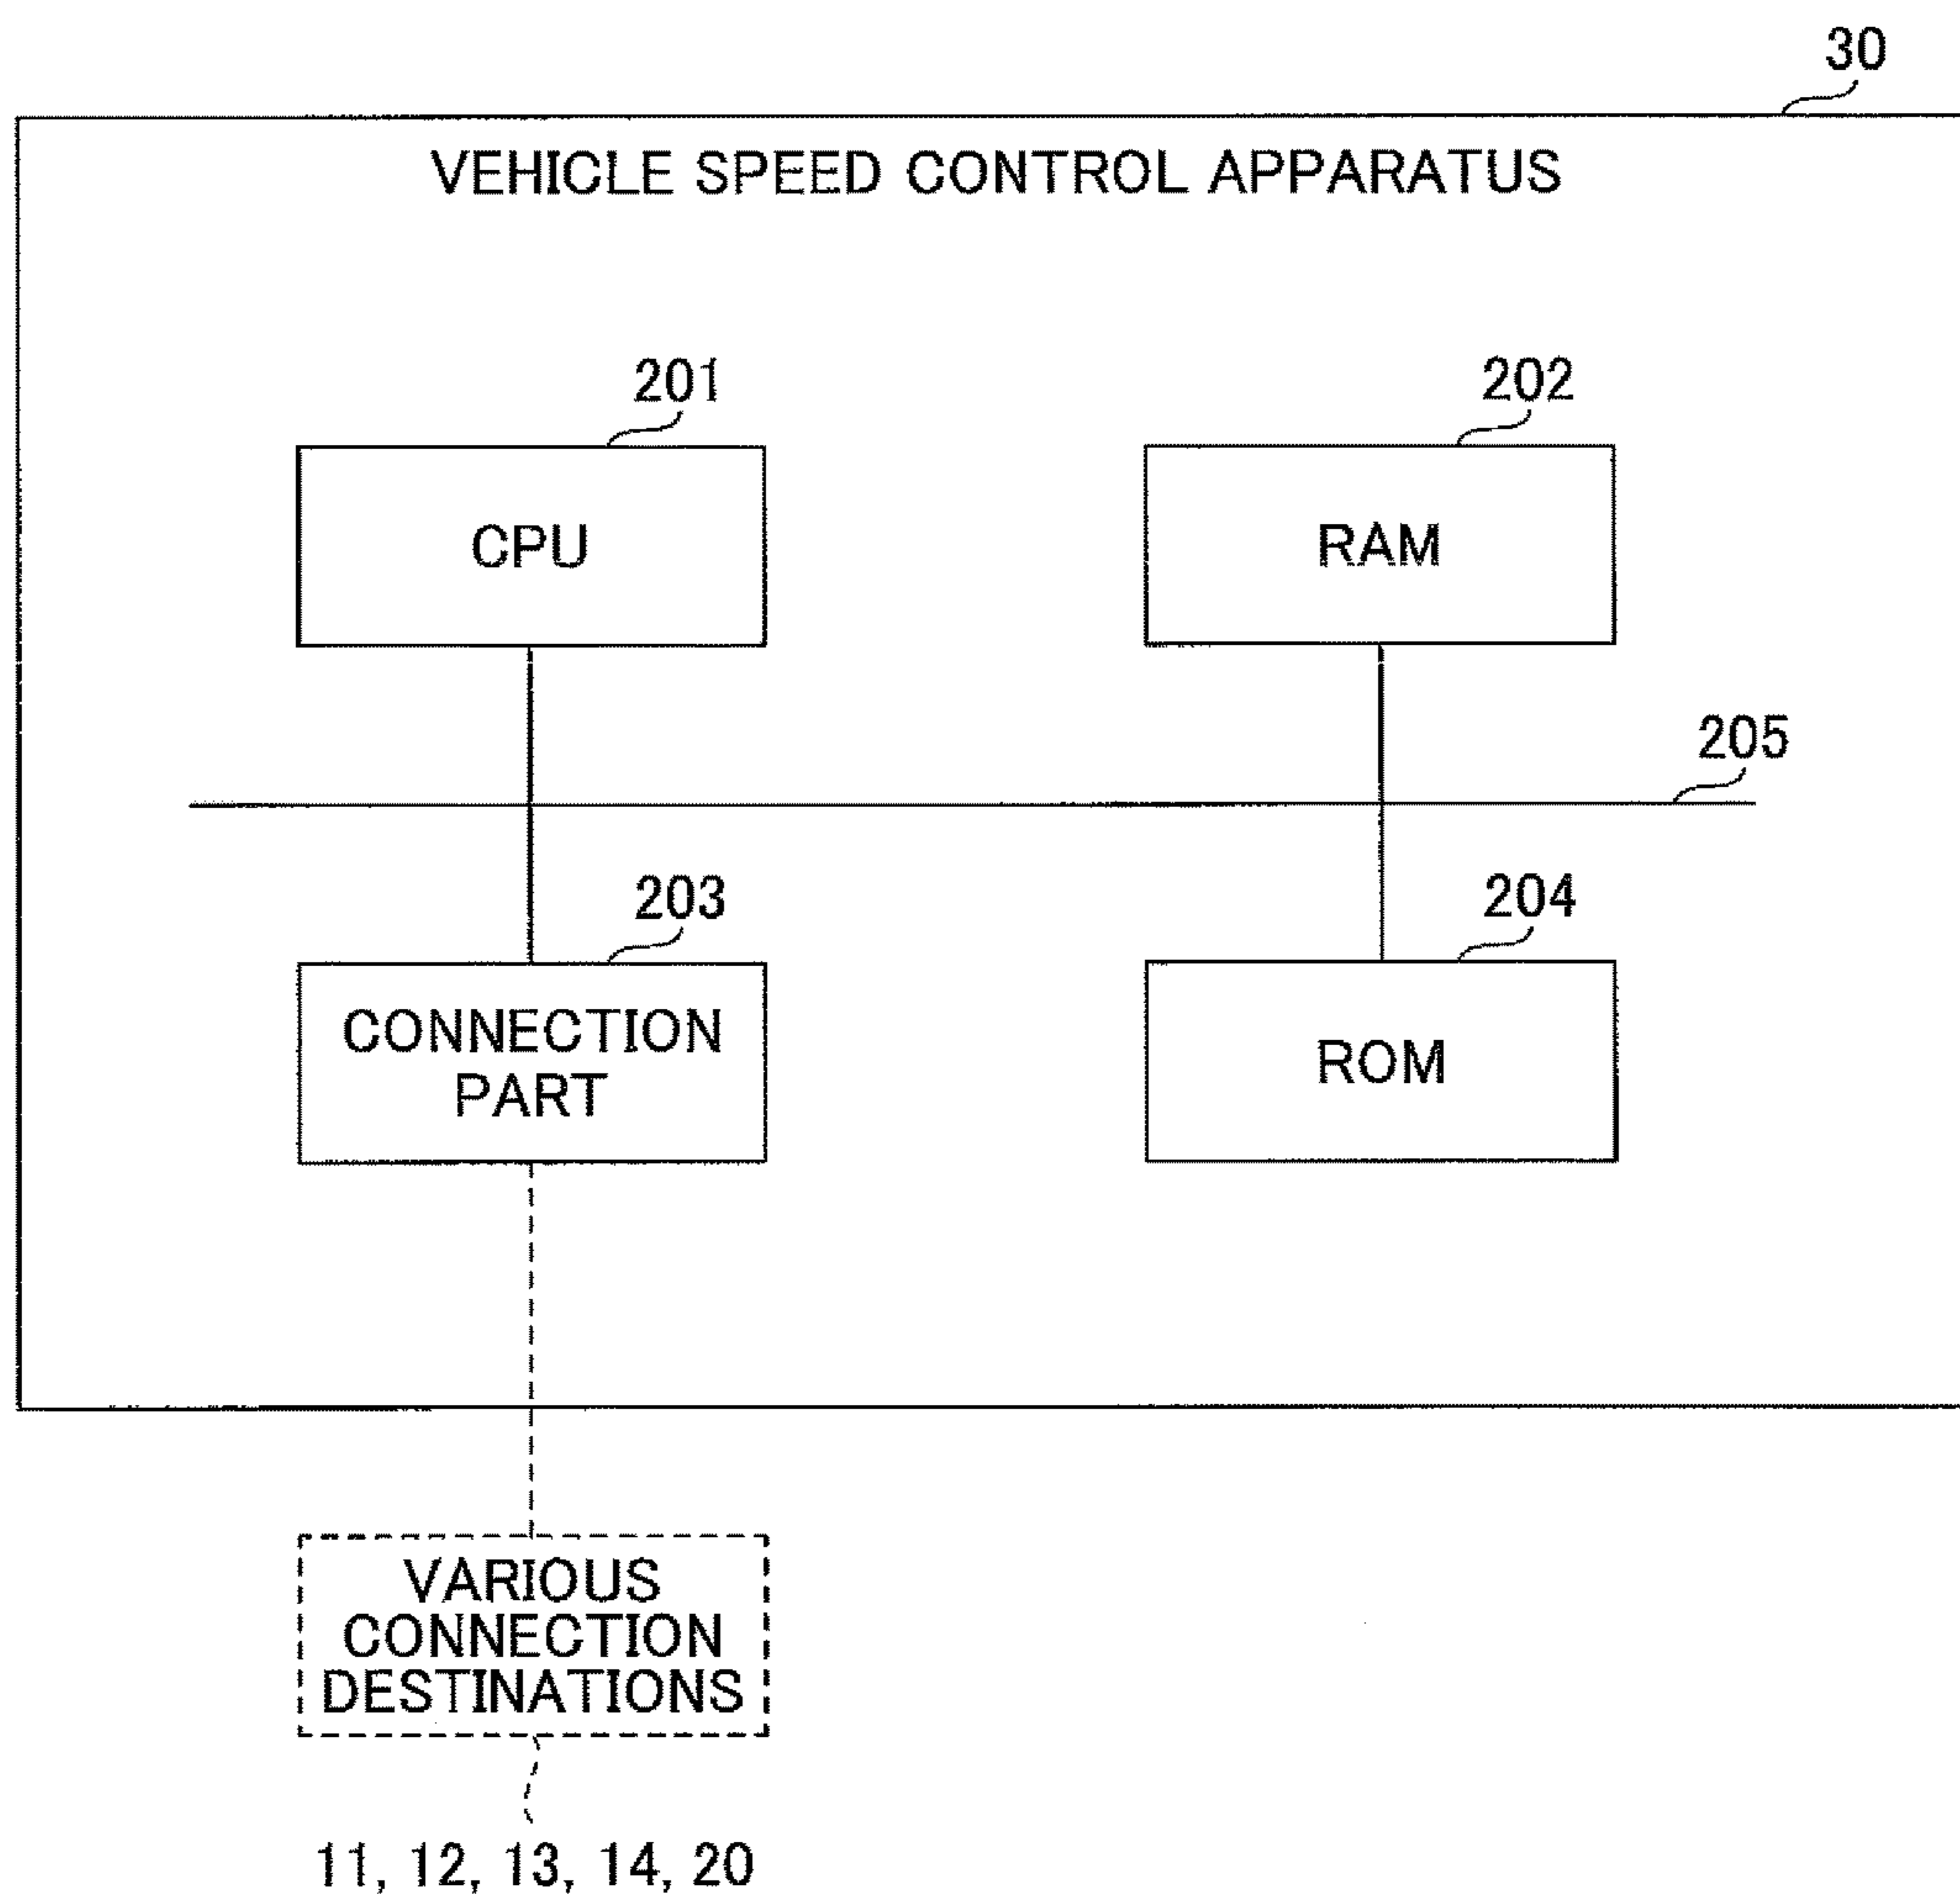 30
VEHICLE SPEED CONTROL APPARATUS
201
202
CPU
RAM
205
203
204
CONNECTION
PART
ROM
VARIOUS
CONNECTION
DESTINATIONS
11, 12, 13, 14, 20